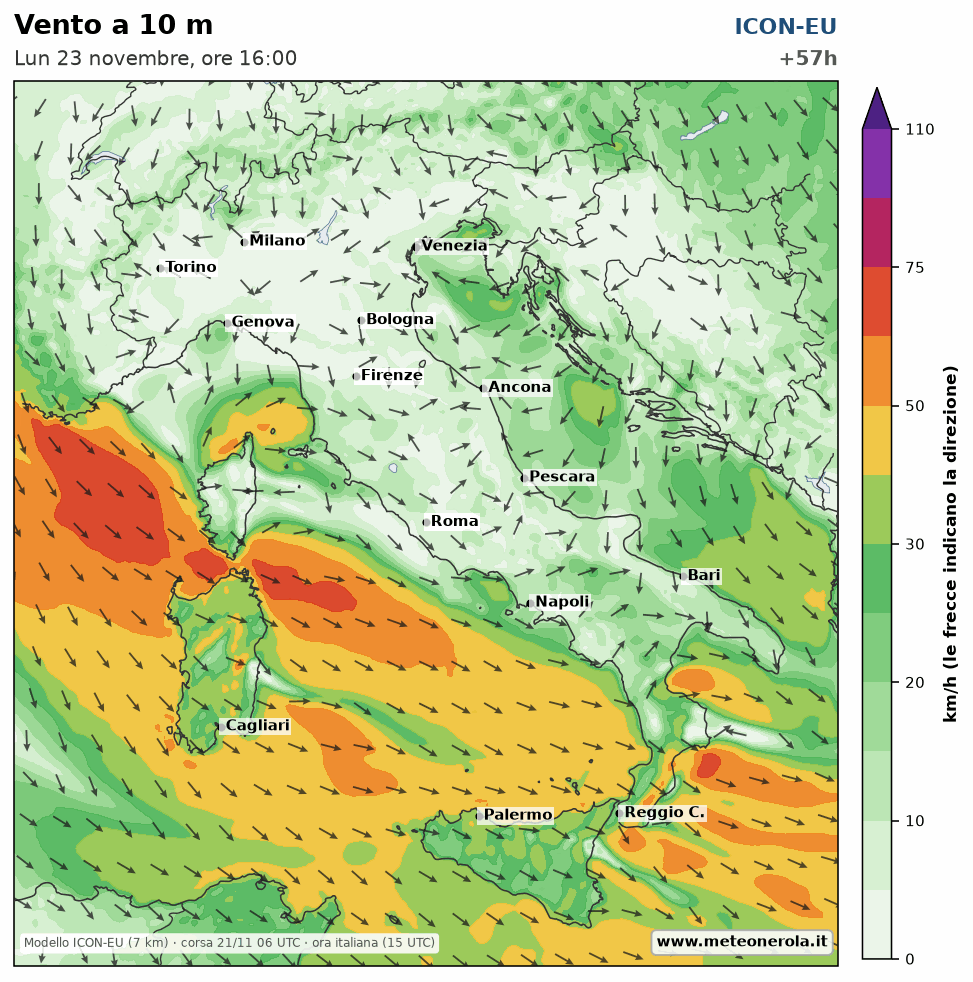 Vento a 10 m
ICON-EU
Lun 23 novembre, ore 16:00
+57h
Milano
Venezia
Torino
Genova
Bologna
Firenze
Ancona
Pescara
Roma
Bari
Napoli
Cagliari
Palermo
Reggio C.
Modello ICON-EU (7 km) · corsa 21/11 06 UTC · ora italiana (15 UTC)
www.meteonerola.it
110
75
50
30
20
10
0
km/h (le frecce indicano la direzione)